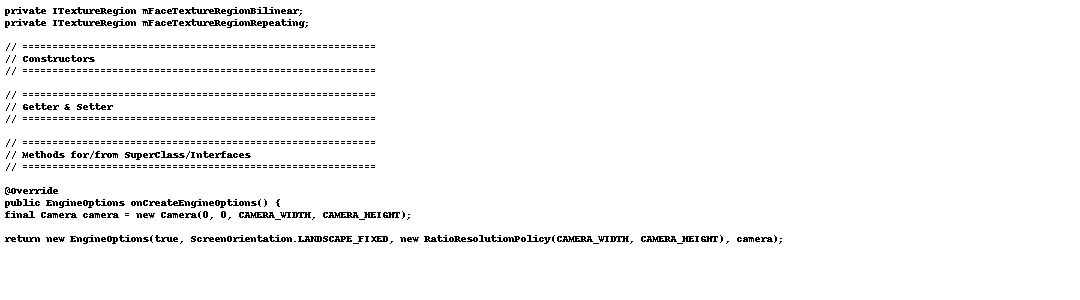 private ITextureRegion mFaceTextureRegionBilinear;
private ITextureRegion mFaceTextureRegionRepeating;
// ===========================================================
// Constructors
// ===========================================================
// ===========================================================
// Getter & Setter
// ===========================================================
// ===========================================================
// Methods for/from SuperClass/Interfaces
// ===========================================================
@Override
public EngineOptions onCreateEngineOptions() {
final Camera camera = new Camera(0, 0, CAMERA_WIDTH, CAMERA_HEIGHT);
return new EngineOptions(true, ScreenOrientation.LANDSCAPE_FIXED, new RatioResolutionPolicy(CAMERA_WIDTH, CAMERA_HEIGHT), camera);